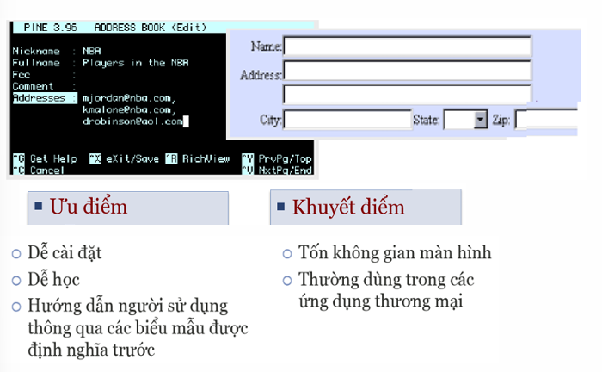 PINE 3.95 ADDRESS BOOK (Edit)
Nickname : NBA
Fullname : Players in the NBA
Fcc :
Comment :
Addresses : mjordan@nba.com,
kmalone@nba.com,
drobinson@aol.com
^G Get Help ^X eXit/Save ^R RichView ^Y PrvPg/Top
^C Cancel ^V NxtPg/End
Name:
Address:
City: State: Zip:
▪ Ưu điểm
○ Dễ cài đặt
○ Dễ học
○ Hướng dẫn người sử dụng
thông qua các biểu mẫu được
định nghĩa trước
▪ Khuyết diếm
○ Tốn không gian màn hình
○ Thường dùng trong các
ứng dụng thương mại